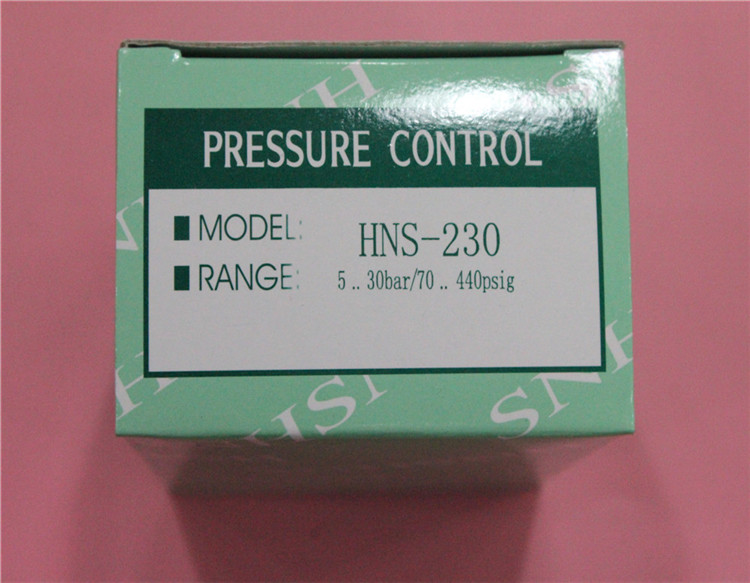 PRESSURE CONTROL
■ MODEL: HNS-230
■ RANGE: 5 .. 30bar/70 .. 440psig